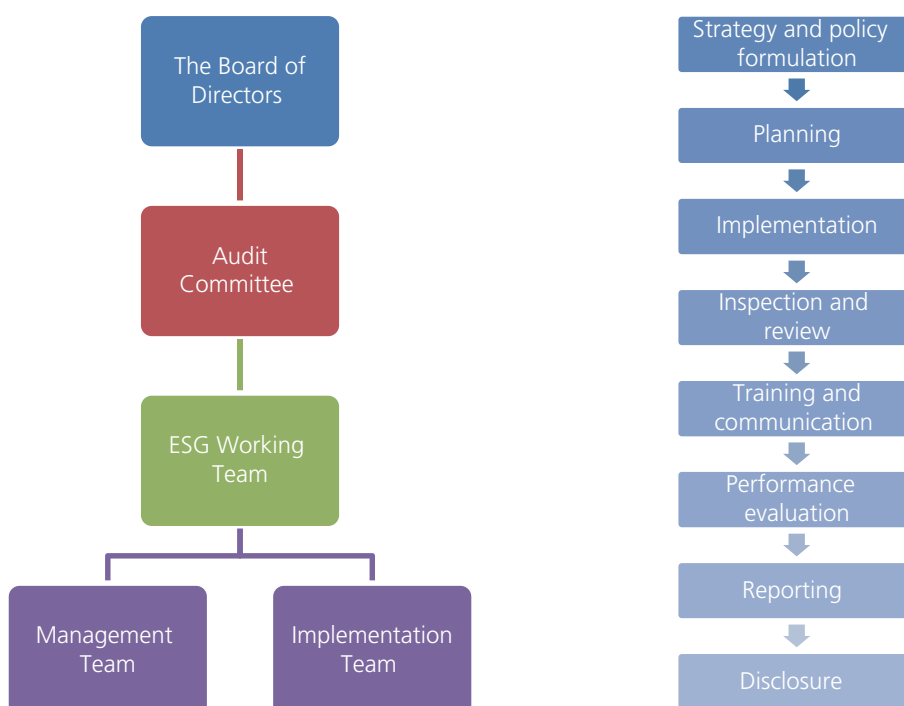 The Board of
Directors
Audit
Committee
ESG Working
Team
Management
Team
Implementation
Team
Strategy and policy
formulation
Planning
Implementation
Inspection and
review
Training and
communication
Performance
evaluation
Reporting
Disclosure